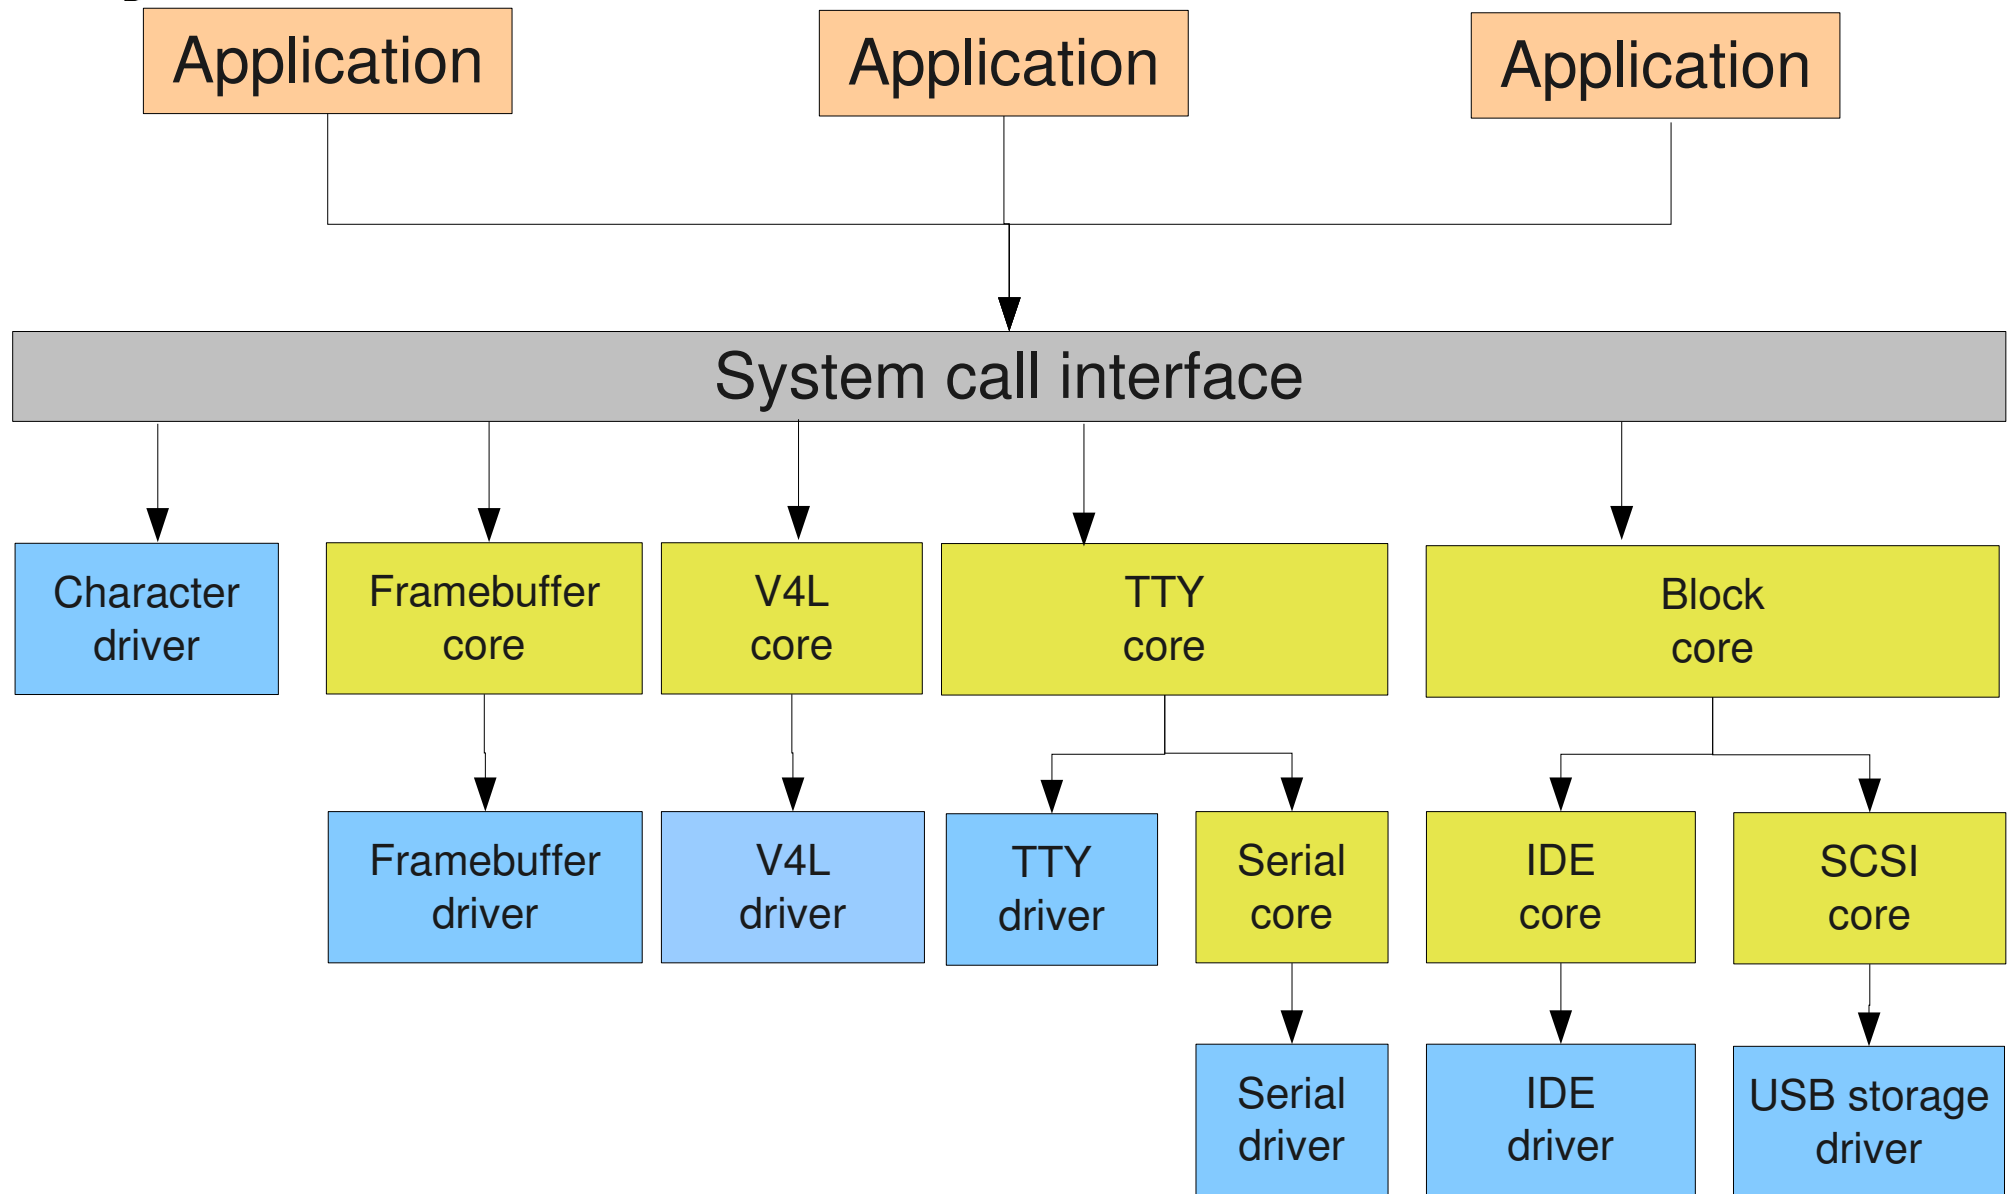 Application
Application
Application
System call interface
Character
driver
Framebuffer
core
V4L
core
TTY
core
Block
core
Framebuffer
driver
V4L
driver
TTY
driver
Serial
core
IDE
core
SCSI
core
Serial
driver
IDE
driver
USB storage
driver